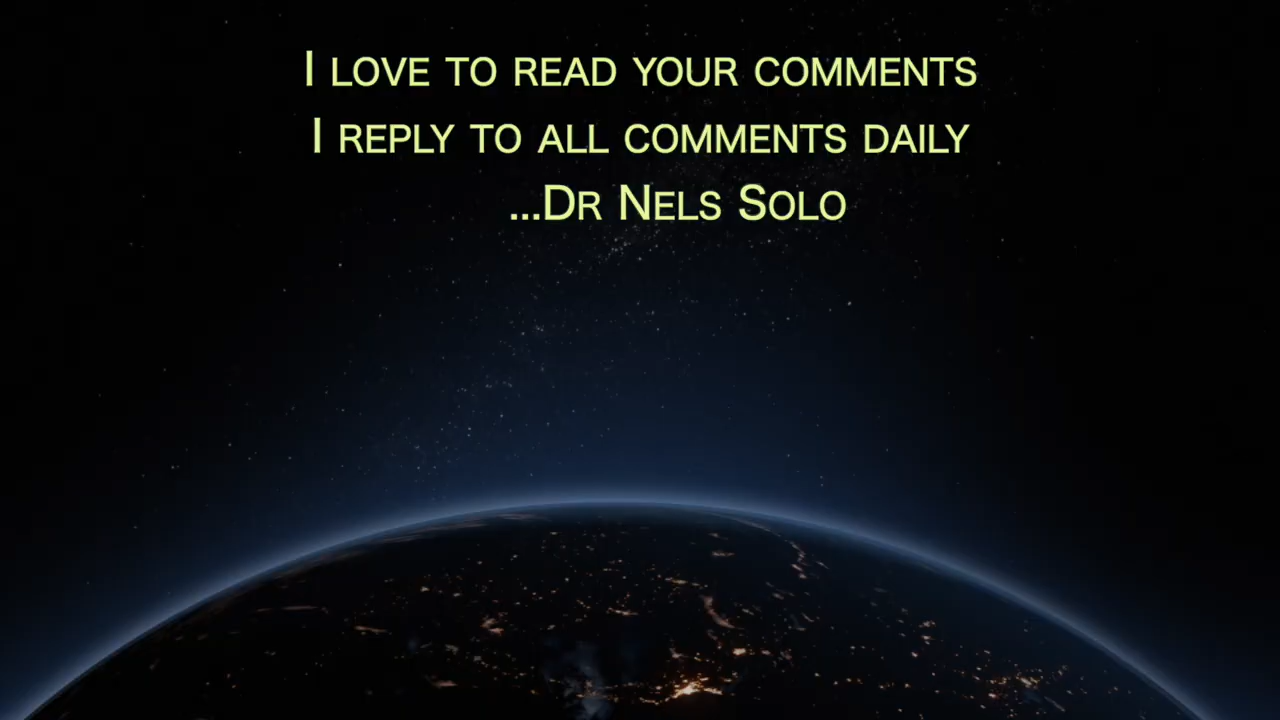 I LOVE TO READ YOUR COMMENTS
I REPLY TO ALL COMMENTS DAILY
...DR NELS SOLO